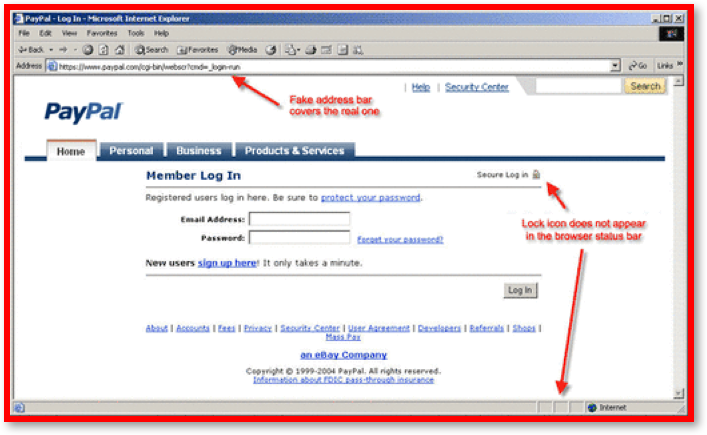 PayPal - Log In - Microsoft Internet Explorer
File Edit View Favorites Tools Help
Back Search Favorites Media
Address https://www.paypal.com/cgi-bin/webscr?cmd=_login-run Go Links »
Fake address bar
covers the real one
| Help | Security Center Search
PayPal
Home Personal Business Products & Services
Member Log In Secure Log in
Registered users log in here. Be sure to protect your password.
Email Address:
Password: Forget your password?
Lock icon does not appear
in the browser status bar
New users sign up here! It only takes a minute.
Log In
About | Accounts | Fees | Privacy | Security Center | User Agreement | Developers | Referrals | Shops |
Mass Pay
an eBay Company
Copyright © 1999-2004 PayPal. All rights reserved.
Information about FDIC pass-through insurance
Internet